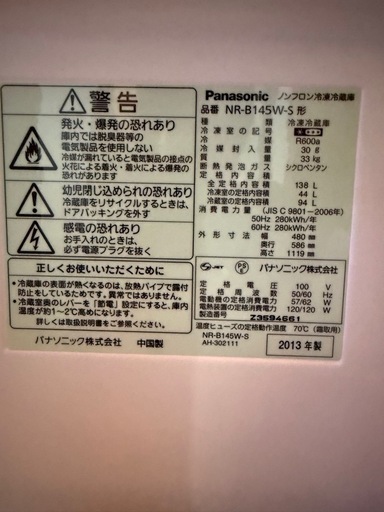 警告
発火・爆発の恐れあり
庫内では脱臭器等の
電気製品を使用しないこと
冷媒が漏れていると電気製品の接点の
火花による着火・着火による爆発の
恐れあり
幼児閉じ込められの恐れあり
冷蔵庫をリサイクルするときは、
ドアパッキングを外す
感電の恐れあり
お手入れのときは、
必ず電源プラグを抜く
正しくお使いいただくために
●冷蔵庫の表面が熱くなるのは、放熱パイプで露付
防止をしているためで、異常ではありません。
●冷蔵室奥のレバーを「節電」に設定にすると、庫内
温度が約1〜2℃高めになります。
詳しくは取扱説明書をご覧ください。
パナソニック株式会社 中国製
Panasonic ノンフロン冷凍冷蔵庫
品番 NR-B145W-S 形
種類 冷凍冷蔵庫
冷凍室の記号
冷媒 R600a
冷媒封入量 30 g
質量 33 kg
断熱発泡ガス シクロペンタン
定格内容積
全定格内容積 138 L
冷凍室の定格内容積 44 L
冷蔵室の定格内容積 94 L
消費電力量 (JIS C 9801−2006年)
50Hz 280kWh/年
60Hz 280kWh/年
外形寸法 幅 480 mm
奥行 586 mm
高さ 1119 mm
JET PS E パナソニック株式会社
定格電圧 100 V
定格周波数 50/60 Hz
電動機の定格消費電力 57/62 W
電熱装置の定格消費電力 120/120 W
Z3594661
温度ヒューズの定格動作温度 70℃ (霜取用)
NR-B145W-S
AH-302111
2013 年製